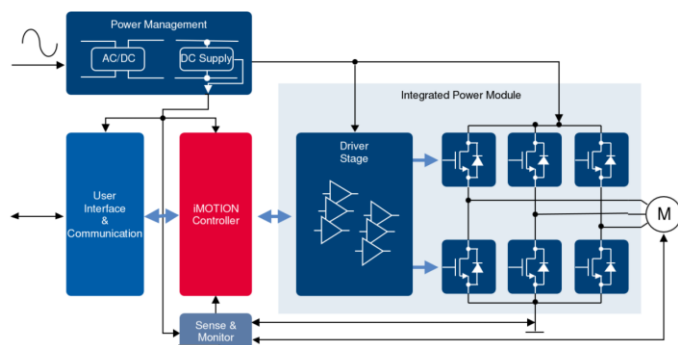 Power Management
AC/DC
DC Supply
Integrated Power Module
Driver
Stage
User
Interface
&
Communication
iMOTION
Controller
M
Sense &
Monitor